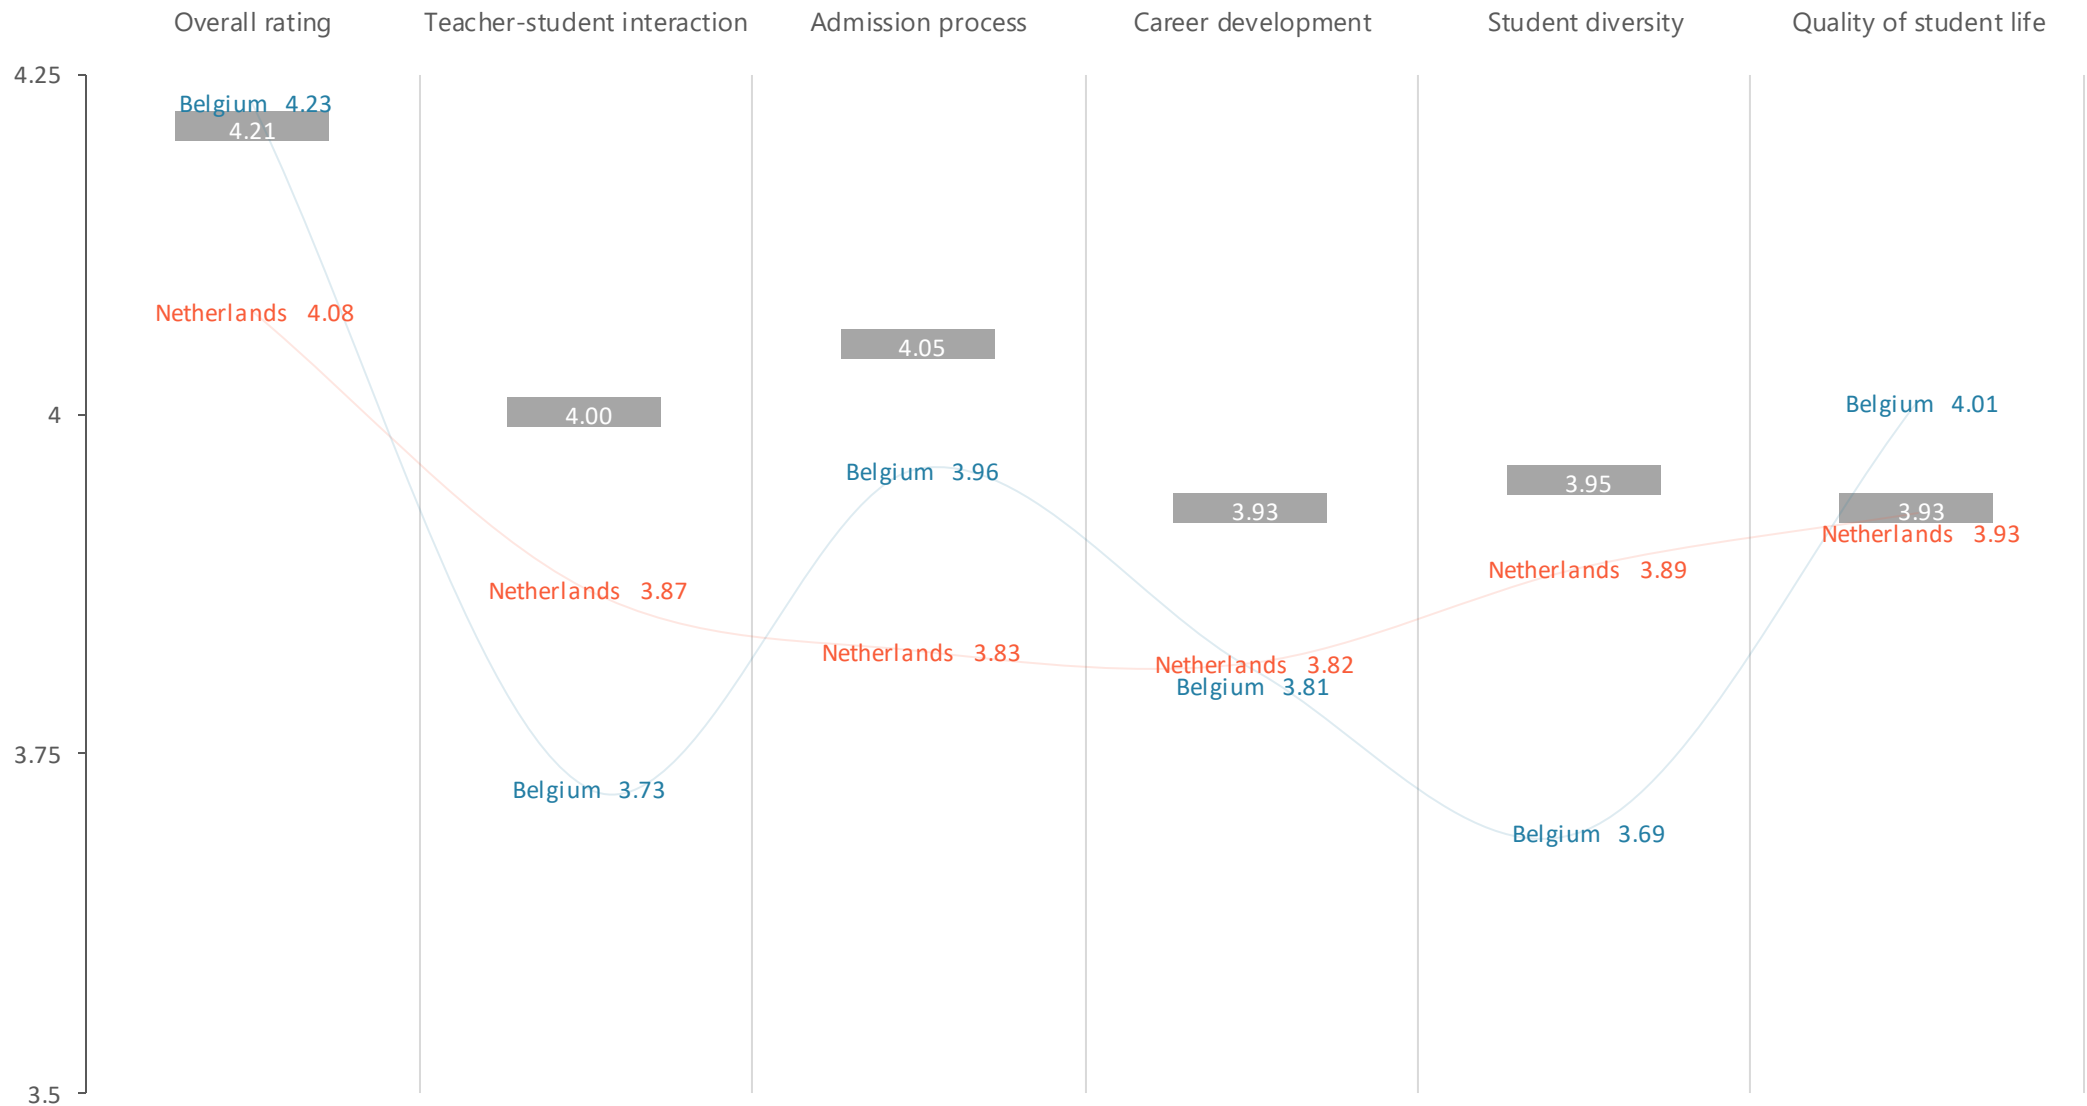 Overall rating
Teacher-student interaction
Admission process
Career development
Student diversity
Quality of student life
4.25
4
3.75
3.5
Belgium 4.23
4.21
Netherlands 4.08
4.00
Netherlands 3.87
Belgium 3.73
4.05
Belgium 3.96
Netherlands 3.83
3.93
Netherlands 3.82
Belgium 3.81
3.95
Netherlands 3.89
Belgium 3.69
Belgium 4.01
3.93
Netherlands 3.93